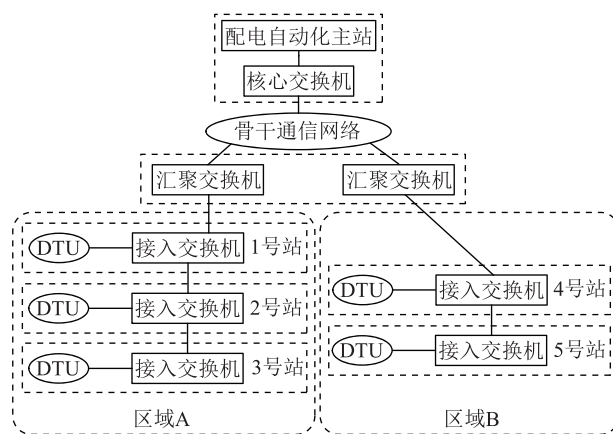 配电自动化主站
核心交换机
骨干通信网络
汇聚交换机
汇聚交换机
DTU
接入交换机
1号站
DTU
接入交换机
2号站
DTU
接入交换机
3号站
区域A
DTU
接入交换机
4号站
DTU
接入交换机
5号站
区域B